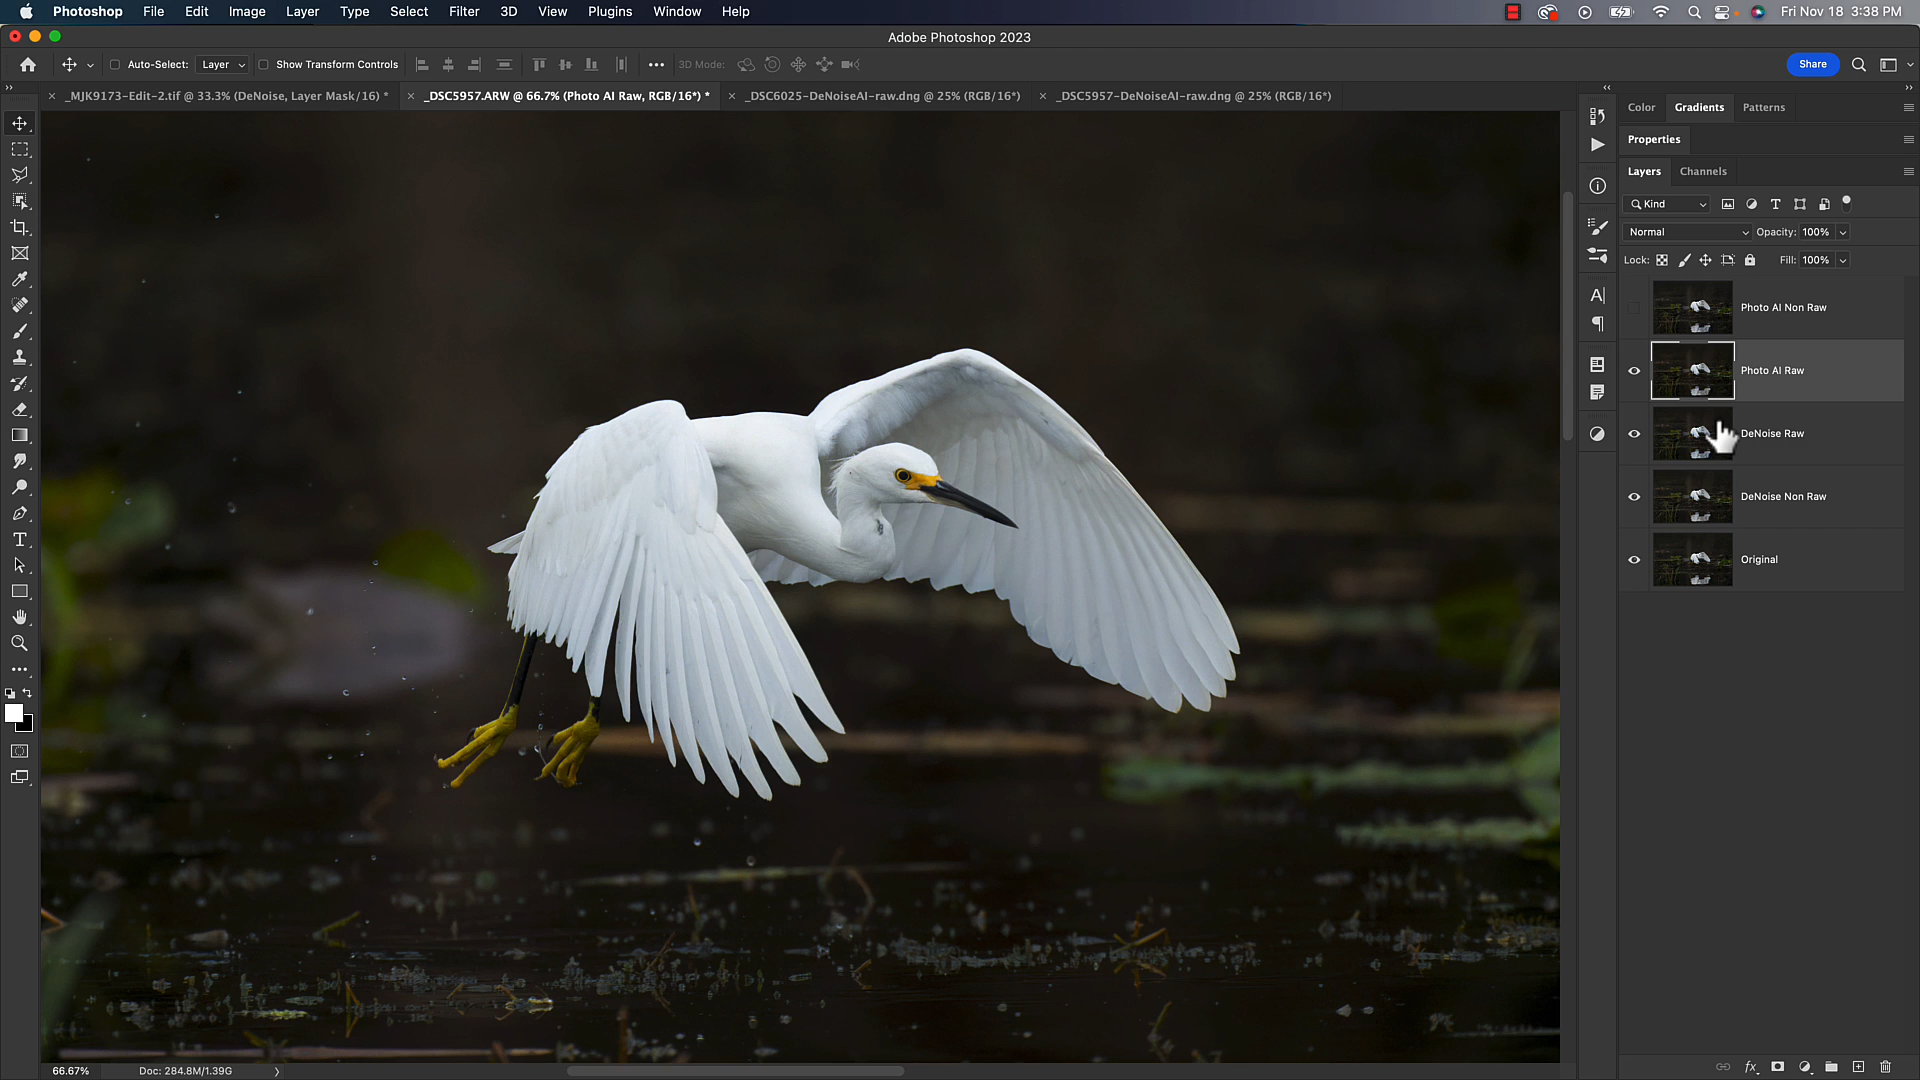 Photoshop File Edit Image Layer Type Select Filter 3D View Plugins Window Help Fri Nov 18 3:38 PM
Adobe Photoshop 2023
Auto-Select: Layer Show Transform Controls 3D Mode: Share
_MJK9173-Edit-2.tif @ 33.3% (DeNoise, Layer Mask/16) * _DSC5957.ARW @ 66.7% (Photo AI Raw, RGB/16*) * _DSC6025-DeNoiseAI-raw.dng @ 25% (RGB/16*) _DSC5957-DeNoiseAI-raw.dng @ 25% (RGB/16*)
Color Gradients Patterns
Properties
Layers Channels
Kind
Normal Opacity: 100%
Lock: Fill: 100%
Photo AI Non Raw
Photo AI Raw
DeNoise Raw
DeNoise Non Raw
Original
66.67% Doc: 284.8M/1.39G
fx